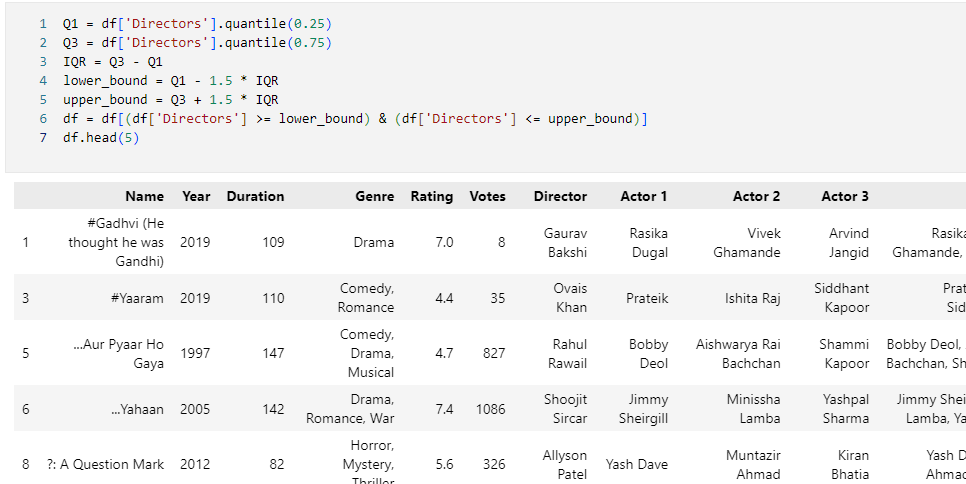 1 Q1 = df['Directors'].quantile(0.25)
2 Q3 = df['Directors'].quantile(0.75)
3 IQR = Q3 - Q1
4 lower_bound = Q1 - 1.5 * IQR
5 upper_bound = Q3 + 1.5 * IQR
6 df = df[(df['Directors'] >= lower_bound) & (df['Directors'] <= upper_bound)]
7 df.head(5)
Name Year Duration Genre Rating Votes Director Actor 1 Actor 2 Actor 3
#Gadhvi (He Gaurav Rasika Vivek Arvind Rasika
1 thought he was 2019 109 Drama 7.0 8
Gandhi) Bakshi Dugal Ghamande Jangid Ghamande,
Comedy, Ovais Siddhant Prat
3 #Yaaram 2019 110 4.4 35 Prateik Ishita Raj
Romance Khan Kapoor Sid
Comedy,
...Aur Pyaar Ho Rahul Bobby Aishwarya Rai Shammi Bobby Deol,
5 1997 147 Drama, 4.7 827
Gaya Musical Rawail Deol Bachchan Kapoor Bachchan, Sh
Drama, Shoojit Jimmy Minissha Yashpal Jimmy Shei
6 ...Yahaan 2005 142 7.4 1086
Romance, War Sircar Sheirgill Lamba Sharma Lamba, Ya
Horror, Allyson Muntazir Kiran Yash D
8 ?: A Question Mark 2012 82 Mystery, 5.6 326 Yash Dave
Thriller Patel Ahmad Bhatia Ahmad